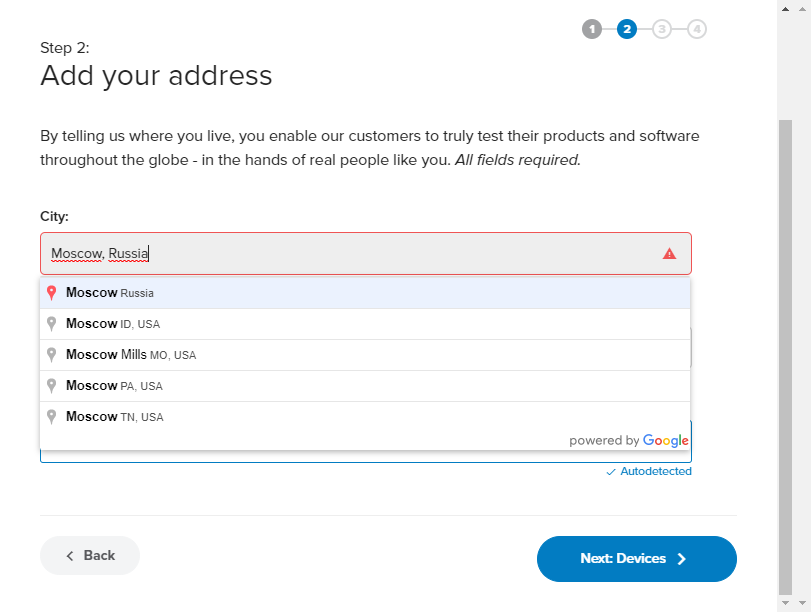 1 2 3 4
Step 2:
Add your address
By telling us where you live, you enable our customers to truly test their products and software
throughout the globe - in the hands of real people like you. All fields required.
City:
Moscow, Russia
Moscow Russia
Moscow ID, USA
Moscow Mills MO, USA
Moscow PA, USA
Moscow TN, USA
powered by Google
Autodetected
Back
Next: Devices